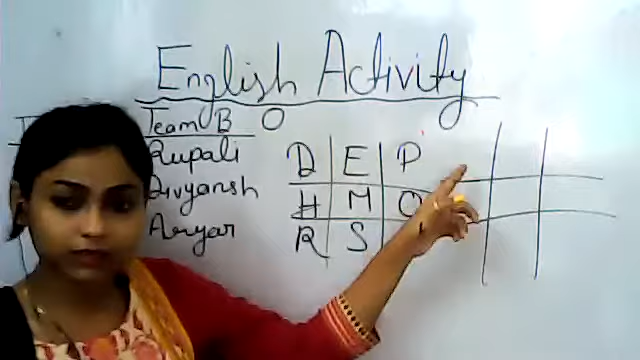 English Activity
Team B O
Rupali
Divyansh
Aryan
D E P
H M O
R S